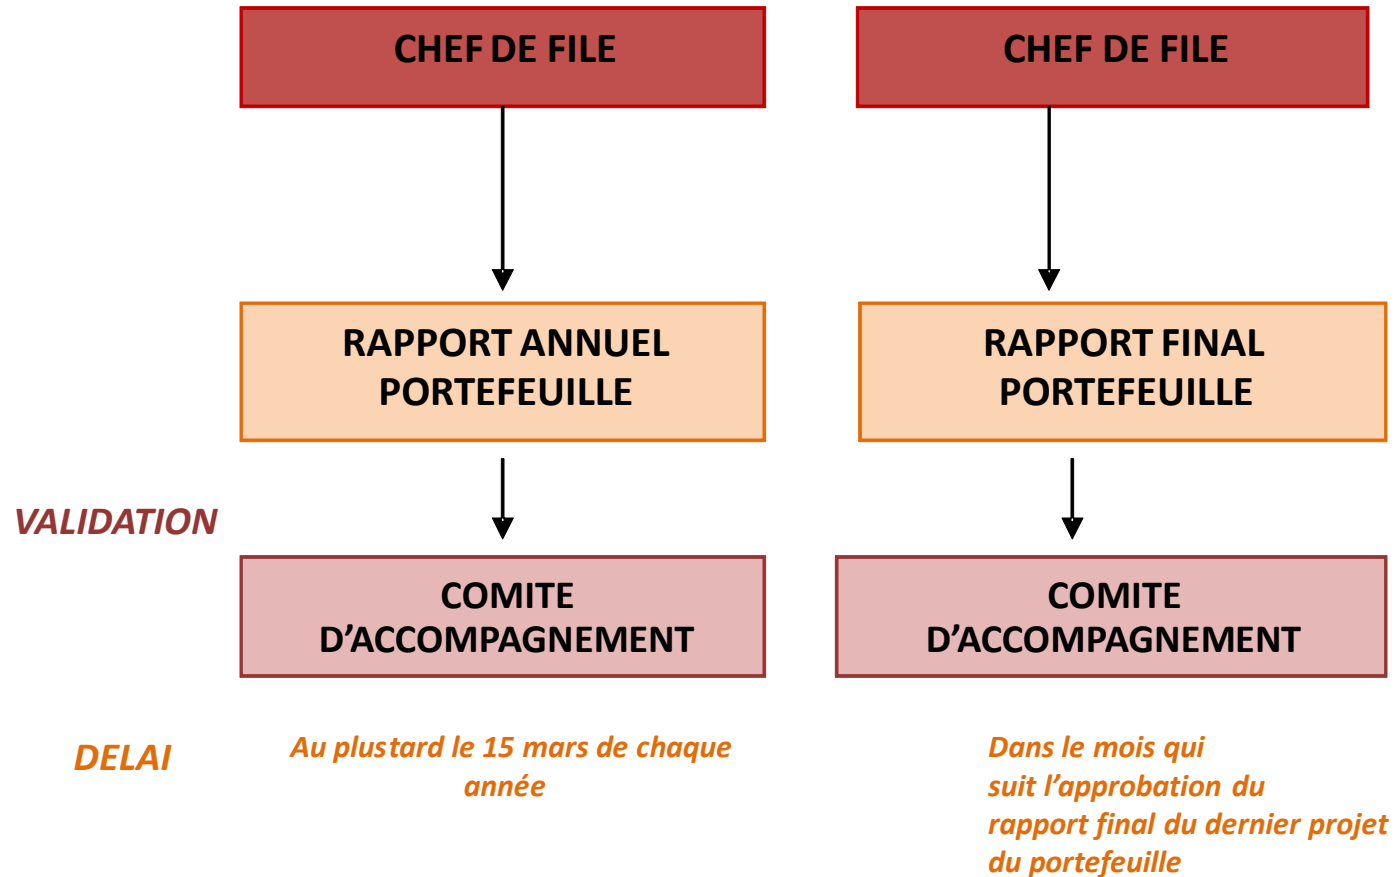 CHEF DE FILE
CHEF DE FILE
RAPPORT ANNUEL
PORTEFEUILLE
RAPPORT FINAL
PORTEFEUILLE
VALIDATION
COMITE
D’ACCOMPAGNEMENT
COMITE
D’ACCOMPAGNEMENT
DELAI
Au plustard le 15 mars de chaque
année
Dans le mois qui
suit l’approbation du
rapport final du dernier projet
du portefeuille